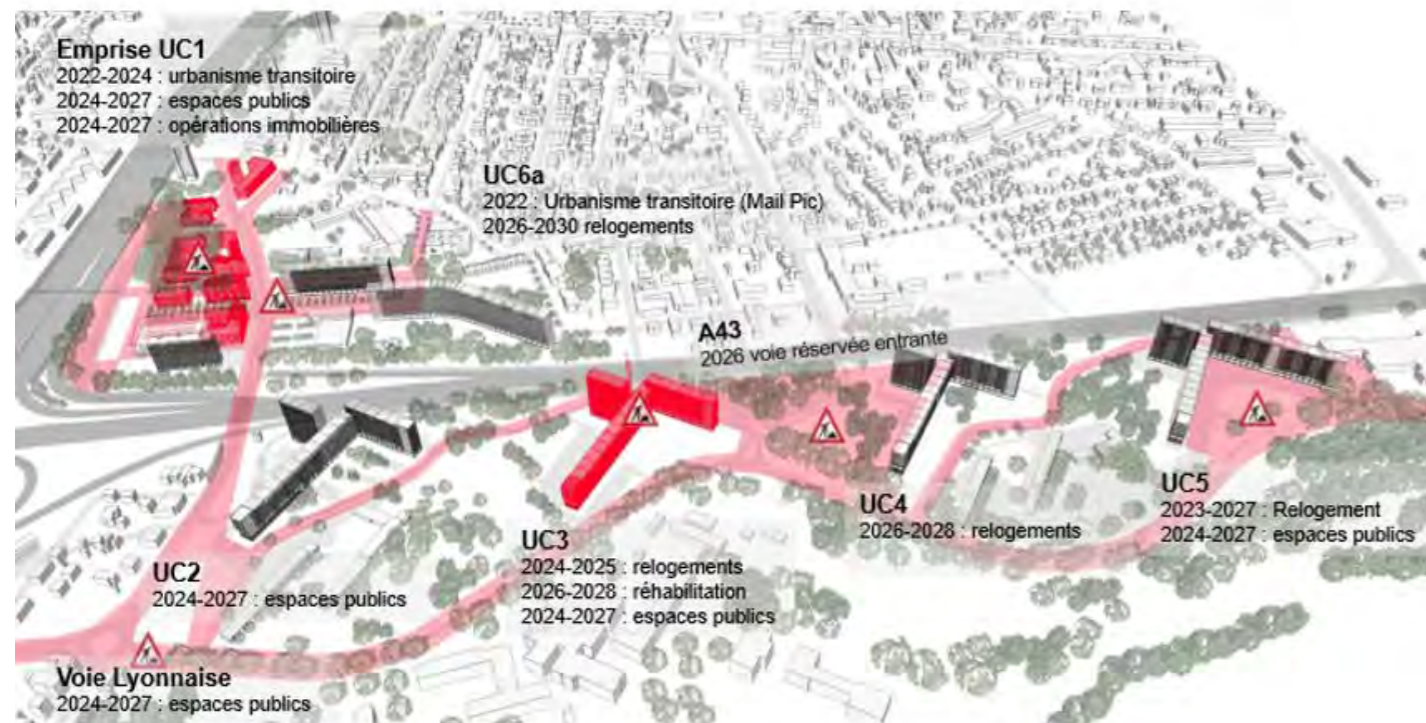 Emprise UC1
2022-2024 : urbanisme transitoire
2024-2027 : espaces publics
2024-2027 : opérations immobilières
UC6a
2022 : Urbanisme transitoire (Mail Pic)
2026-2030 relogements
A43
2026 voie réservée entrante
UC4
2026-2028 : relogements
UC5
2023-2027 : Relogement
2024-2027 : espaces publics
UC3
2024-2025 : relogements
2026-2028 : réhabilitation
2024-2027 : espaces publics
UC2
2024-2027 : espaces publics
Voie Lyonnaise
2024-2027 : espaces publics